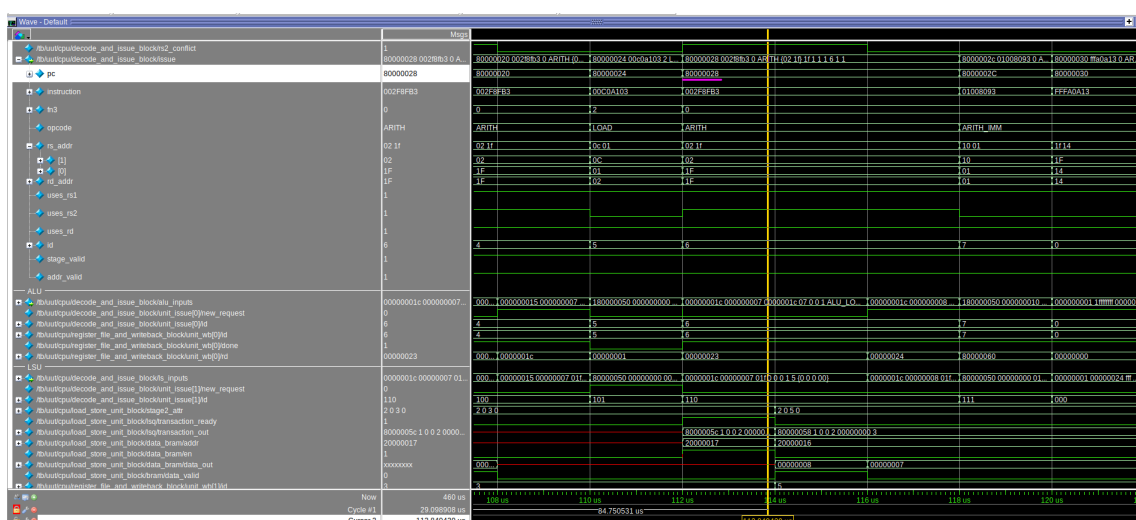 Wave - Default
Msgs
/tb/uut/cpu/decode_and_issue_block/rs2_conflict 1
/tb/uut/cpu/decode_and_issue_block/issue 80000028 002f8fb3 0 A... 80000020 002f8fb3 0 ARITH {0... 80000024 00c0a103 2 L... 80000028 002f8fb3 0 ARITH {02 1f} 1f 1 1 1 6 1 1 8000002c 01008093 0 A... 80000030 fffa0a13 0 AR...
pc 80000028 80000020 80000024 80000028 8000002C 80000030
instruction 002F8FB3 002F8FB3 00C0A103 002F8FB3 01008093 FFFA0A13
fn3 0 0 2 0
opcode ARITH ARITH LOAD ARITH ARITH_IMM
rs_addr 02 1f 02 1f 0c 01 02 1f 10 01 1f 14
[1] 02 02 0C 02 10 1F
[0] 1F 1F 01 1F 01 14
rd_addr 1F 1F 02 1F 01 14
uses_rs1 1
uses_rs2 1
uses_rd 1
id 6 4 5 6 7 0
stage_valid 1
addr_valid 1
ALU
/tb/uut/cpu/decode_and_issue_block/alu_inputs 00000001c 000000007... 000... 000000015 000000007 ... 180000050 000000000 ... 00000001c 000000007 0000001c 07 0 0 1 ALU_LO... 00000001c 000000008 ... 180000050 000000010 ... 000000001 1ffffffff 00000
/tb/uut/cpu/decode_and_issue_block/unit_issue[0]/new_request 0
/tb/uut/cpu/decode_and_issue_block/unit_issue[0]/id 6 4 5 6 7 0
/tb/uut/cpu/register_file_and_writeback_block/unit_wb[0]/id 6 4 5 6 7 0
/tb/uut/cpu/register_file_and_writeback_block/unit_wb[0]/done 1
/tb/uut/cpu/register_file_and_writeback_block/unit_wb[0]/rd 00000023 000... 0000001c 00000001 00000023 00000024 80000060 00000000
LSU
/tb/uut/cpu/decode_and_issue_block/ls_inputs 0000001c 00000007 01... 000... 00000015 00000007 01f... 80000050 00000000 00... 0000001c 00000007 01f 0 0 0 1 5 {0 0 0 00} 0000001c 00000008 01f... 80000050 00000000 01... 00000001 00000024 fff...
/tb/uut/cpu/decode_and_issue_block/unit_issue[1]/new_request 0
/tb/uut/cpu/decode_and_issue_block/unit_issue[1]/id 110 100 101 110 111 000
/tb/uut/cpu/load_store_unit_block/stage2_attr 2 0 3 0 2 0 3 0 2 0 5 0
/tb/uut/cpu/load_store_unit_block/lsq/transaction_ready 1
/tb/uut/cpu/load_store_unit_block/lsq/transaction_out 8000005c 1 0 0 2 0000... 8000005c 1 0 0 2 00000... 80000058 1 0 0 2 00000000 3
/tb/uut/cpu/load_store_unit_block/data_bram/addr 20000017 20000017 20000016
/tb/uut/cpu/load_store_unit_block/data_bram/en 1
/tb/uut/cpu/load_store_unit_block/data_bram/data_out xxxxxxxx 000... 00000008 00000007
/tb/uut/cpu/load_store_unit_block/bram/data_valid 0
3 3 5
Now 460 us 108 us 110 us 112 us 114 us 116 us 118 us 120 us
Cycle #1 29.098908 us 84.750531 us